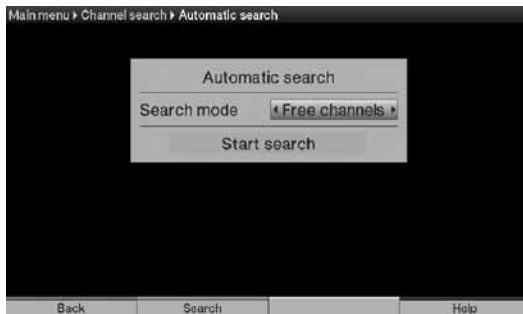 Main menu Channel search Automatic search
Automatic search
Search mode Free channels
Start search
Back Search Help